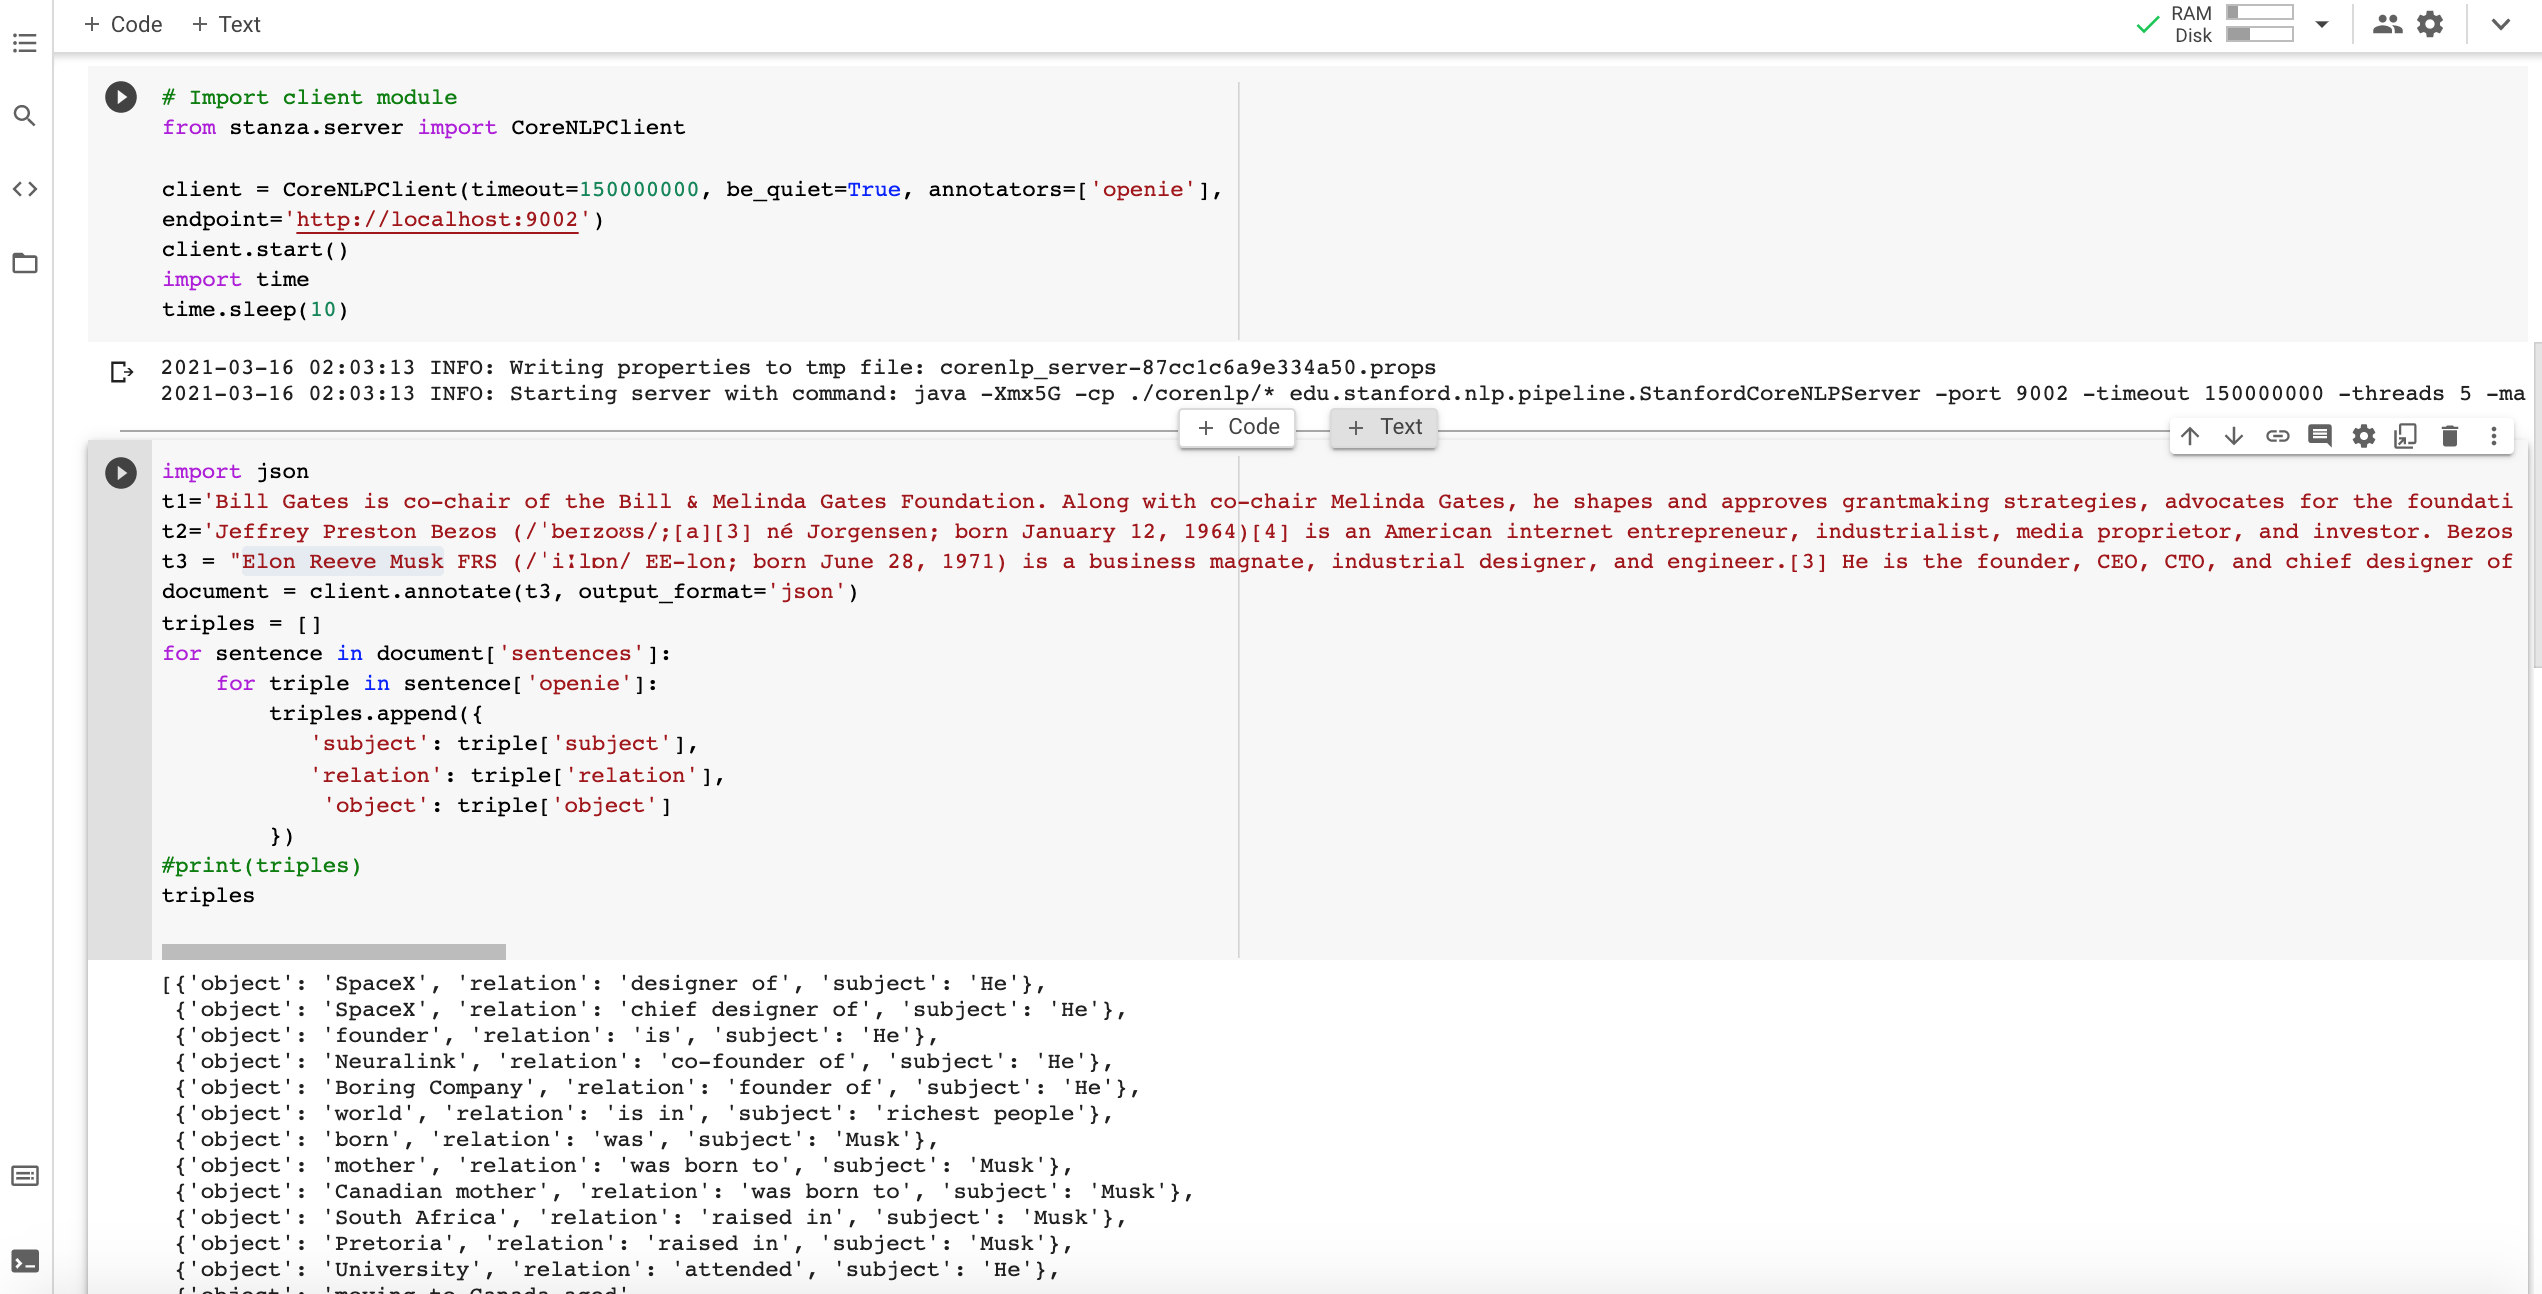 + Code + Text
RAM
Disk
# Import client module
from stanza.server import CoreNLPClient
client = CoreNLPClient(timeout=150000000, be_quiet=True, annotators=['openie'],
endpoint='http://localhost:9002')
client.start()
import time
time.sleep(10)
2021-03-16 02:03:13 INFO: Writing properties to tmp file: corenlp_server-87cc1c6a9e334a50.props
2021-03-16 02:03:13 INFO: Starting server with command: java -Xmx5G -cp ./corenlp/* edu.stanford.nlp.pipeline.StanfordCoreNLPServer -port 9002 -timeout 150000000 -threads 5 -ma
+ Code + Text
import json
t1='Bill Gates is co-chair of the Bill & Melinda Gates Foundation. Along with co-chair Melinda Gates, he shapes and approves grantmaking strategies, advocates for the foundati
t2='Jeffrey Preston Bezos (/ˈbeɪzoʊs/;[a][3] né Jorgensen; born January 12, 1964)[4] is an American internet entrepreneur, industrialist, media proprietor, and investor. Bezos
t3 = "Elon Reeve Musk FRS (/ˈiːlɒn/ EE-lon; born June 28, 1971) is a business magnate, industrial designer, and engineer.[3] He is the founder, CEO, CTO, and chief designer of
document = client.annotate(t3, output_format='json')
triples = []
for sentence in document['sentences']:
for triple in sentence['openie']:
triples.append({
'subject': triple['subject'],
'relation': triple['relation'],
'object': triple['object']
})
#print(triples)
triples
[{'object': 'SpaceX', 'relation': 'designer of', 'subject': 'He'},
{'object': 'SpaceX', 'relation': 'chief designer of', 'subject': 'He'},
{'object': 'founder', 'relation': 'is', 'subject': 'He'},
{'object': 'Neuralink', 'relation': 'co-founder of', 'subject': 'He'},
{'object': 'Boring Company', 'relation': 'founder of', 'subject': 'He'},
{'object': 'world', 'relation': 'is in', 'subject': 'richest people'},
{'object': 'born', 'relation': 'was', 'subject': 'Musk'},
{'object': 'mother', 'relation': 'was born to', 'subject': 'Musk'},
{'object': 'Canadian mother', 'relation': 'was born to', 'subject': 'Musk'},
{'object': 'South Africa', 'relation': 'raised in', 'subject': 'Musk'},
{'object': 'Pretoria', 'relation': 'raised in', 'subject': 'Musk'},
{'object': 'University', 'relation': 'attended', 'subject': 'He'},
{'object': 'moving to Canada aged'